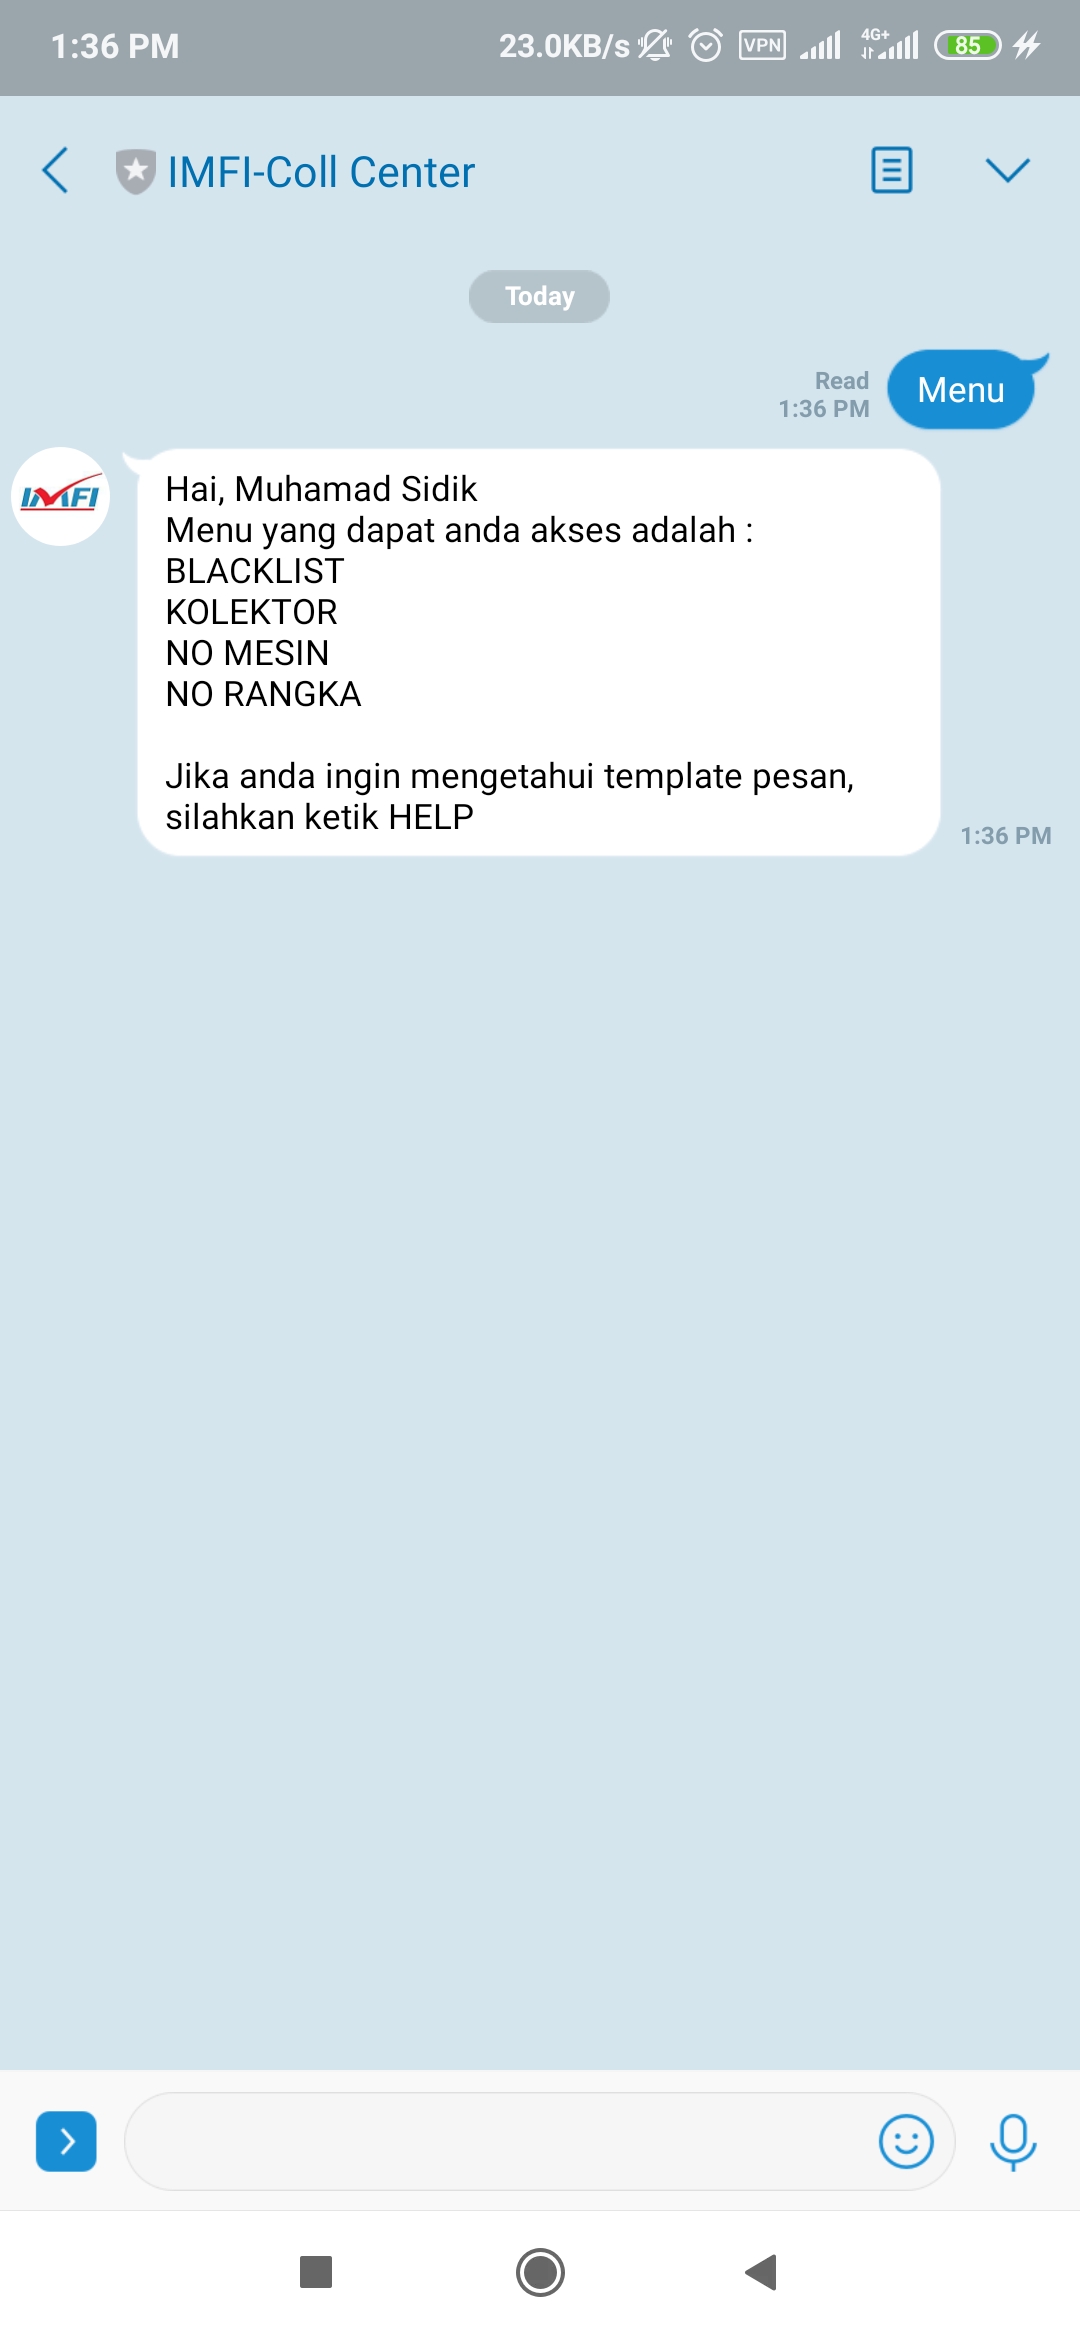 1:36 PM
23.0KB/s
VPN
4G+
85
IMFI-Coll Center
Today
Menu
Read
1:36 PM
IMFI
Hai, Muhamad Sidik
Menu yang dapat anda akses adalah :
BLACKLIST
KOLEKTOR
NO MESIN
NO RANGKA
Jika anda ingin mengetahui template pesan,
silahkan ketik HELP
1:36 PM